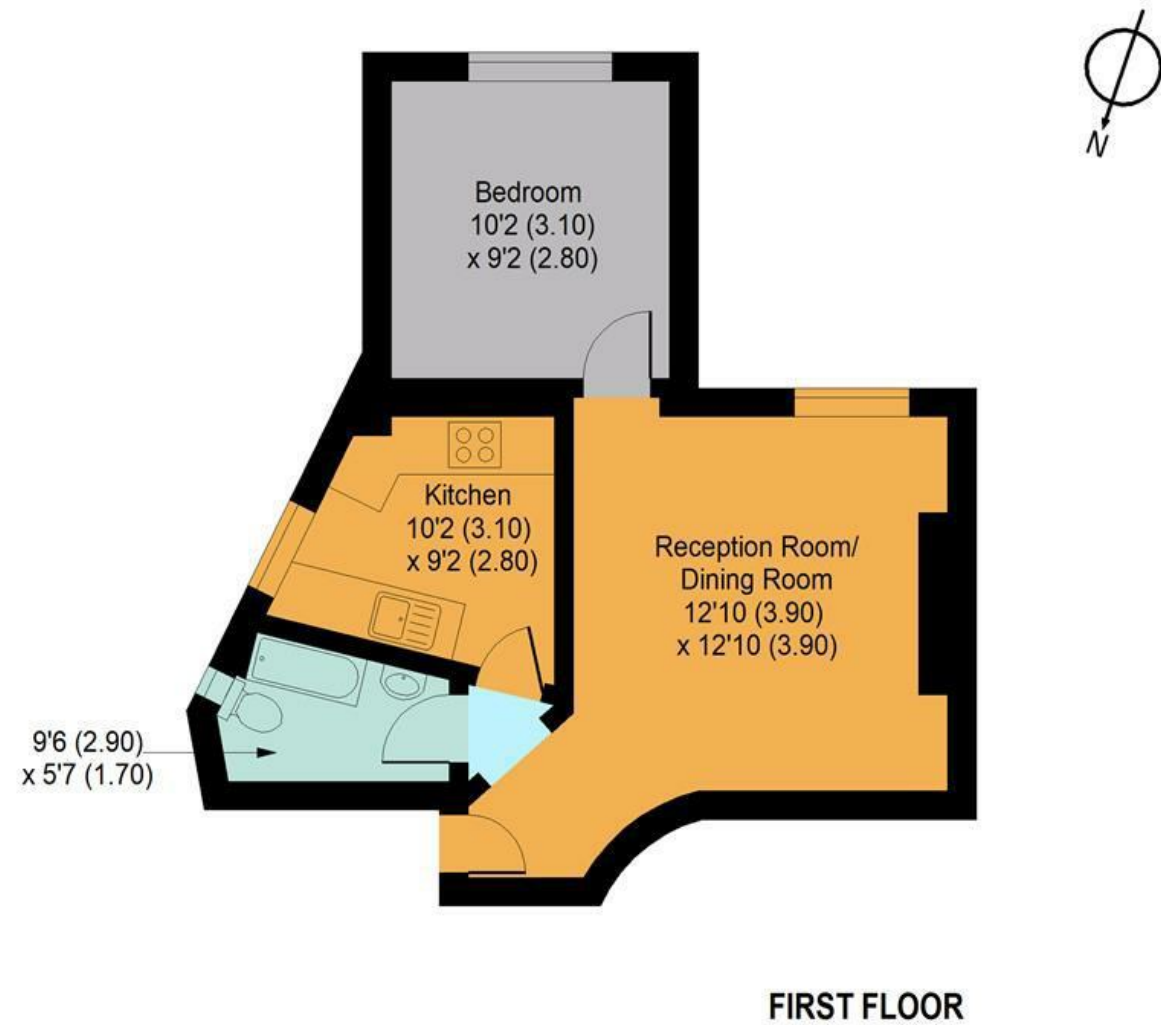 N
Bedroom
10'2 (3.10)
x 9'2 (2.80)
Kitchen
10'2 (3.10)
x 9'2 (2.80)
Reception Room/
Dining Room
12'10 (3.90)
x 12'10 (3.90)
9'6 (2.90)
x 5'7 (1.70)
FIRST FLOOR